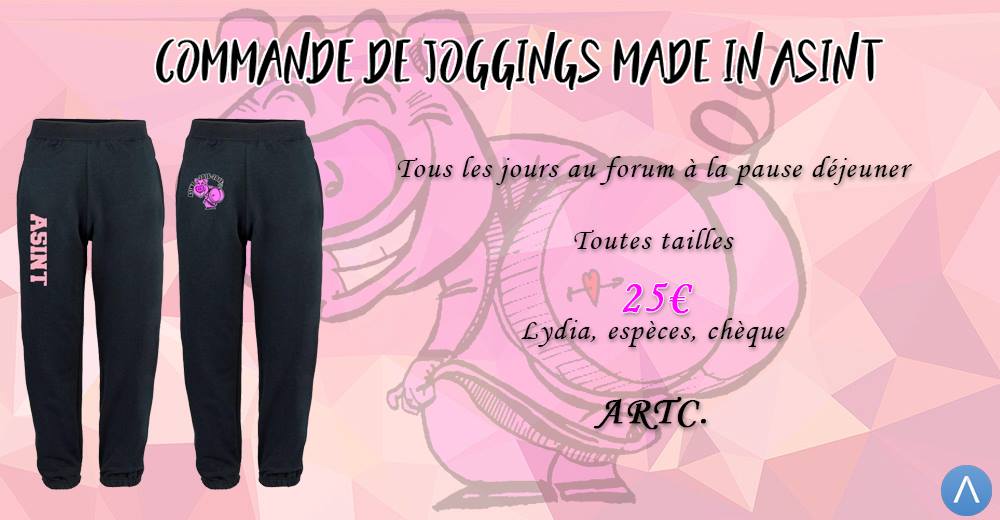 COMMANDE DE JOGGINGS MADE IN ASINT
Tous les jours au forum à la pause déjeuner
Toutes tailles
25€
Lydia, espèces, chèque
ARTC.
ASINT